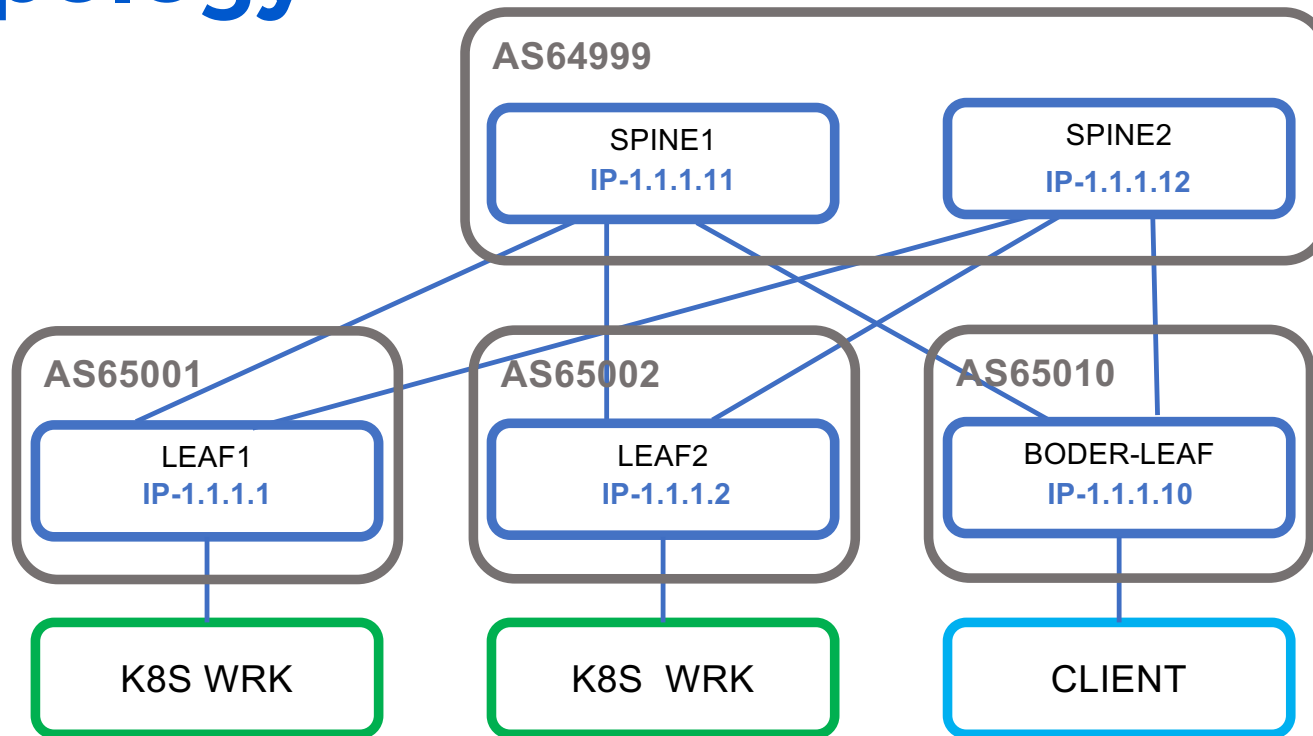 AS64999
SPINE1
IP-1.1.1.11
SPINE2
IP-1.1.1.12
AS65001
LEAF1
IP-1.1.1.1
AS65002
LEAF2
IP-1.1.1.2
AS65010
BODER-LEAF
IP-1.1.1.10
K8S WRK
K8S WRK
CLIENT